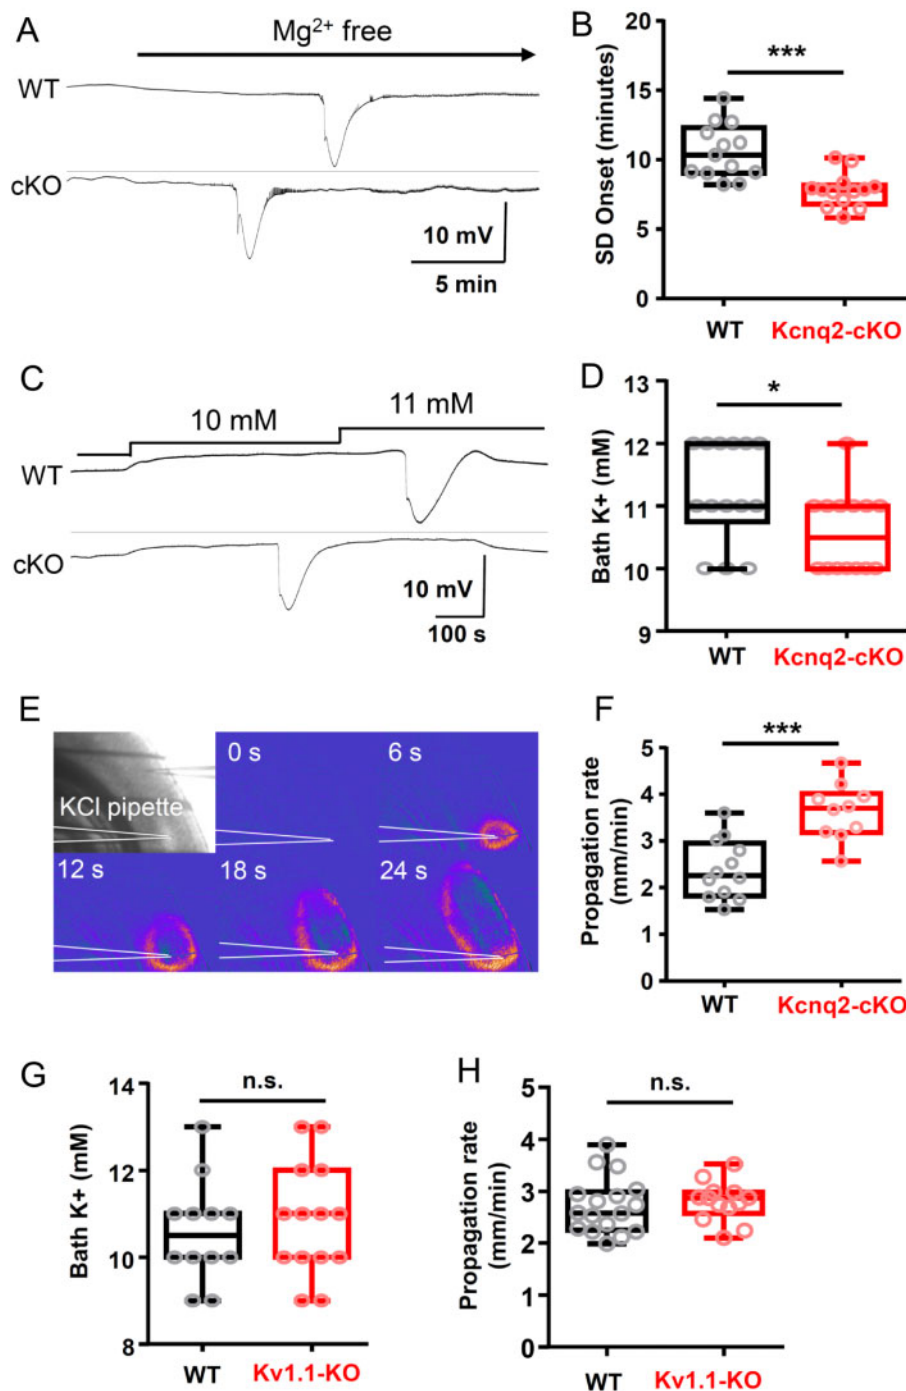 A
Mg²⁺ free
WT
cKO
10 mV
5 min
B
***
SD Onset (minutes)
20
15
10
5
0
WT
Kcnq2-cKO
C
10 mM
11 mM
WT
cKO
10 mV
100 s
D
*
Bath K+ (mM)
13
12
11
10
9
WT
Kcnq2-cKO
E
KCl pipette
0 s
6 s
12 s
18 s
24 s
F
***
Propagation rate
(mm/min)
5
4
3
2
1
0
WT
Kcnq2-cKO
G
n.s.
Bath K+ (mM)
14
12
10
8
WT
Kv1.1-KO
H
n.s.
Propagation rate
(mm/min)
5
4
3
2
1
0
WT
Kv1.1-KO